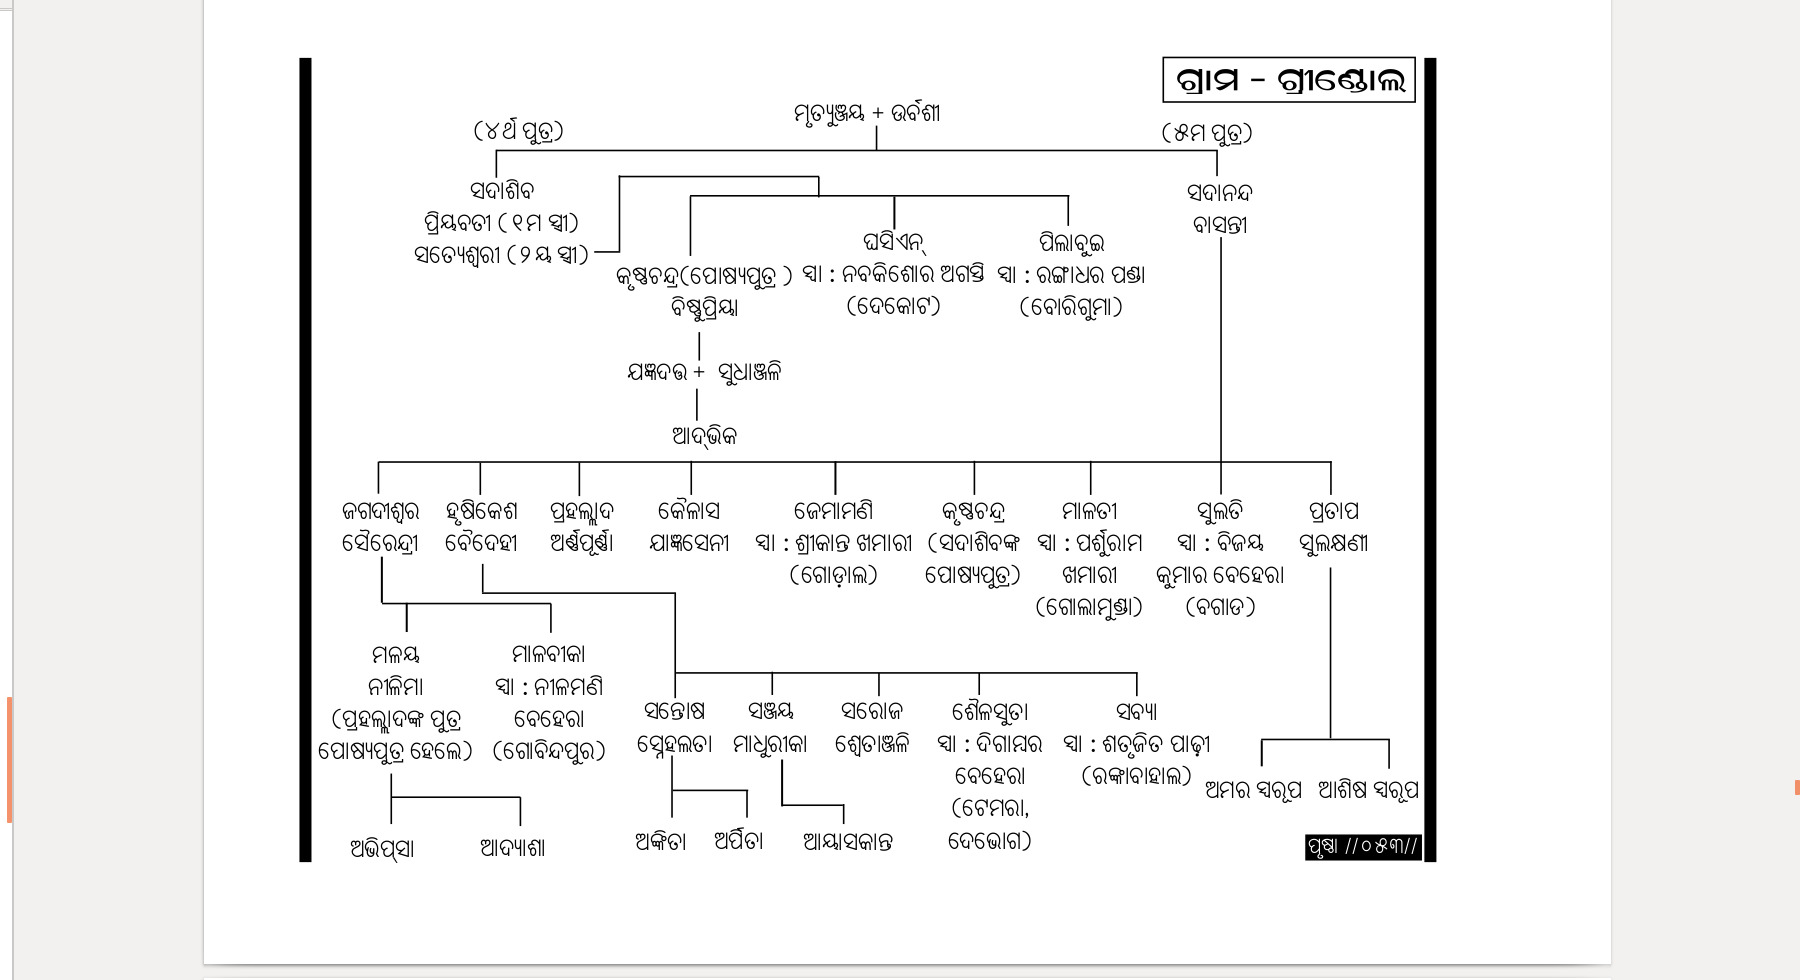 ଗ୍ରାମ - ଗ୍ରୀଣ୍ଡୋଲ
ମୃତ୍ୟୁଞ୍ଜୟ + ଉର୍ବଶୀ
(୪ର୍ଥ ପୁତ୍ର) (୫ମ ପୁତ୍ର)
ସଦାଶିବ ସଦାନନ୍ଦ
ପ୍ରିୟବତୀ (୧ମ ସ୍ତ୍ରୀ) ବାସନ୍ତୀ
ସତ୍ୟେଶ୍ୱରୀ (୨ୟ ସ୍ତ୍ରୀ)
ଘସିଏନ୍ ପିଲାବୁଇ
କୃଷ୍ଣଚନ୍ଦ୍ର(ପୋଷ୍ୟପୁତ୍ର ) ସ୍ୱା : ନବକିଶୋର ଅଗସ୍ତି ସ୍ୱା : ରଙ୍ଗାଧର ପଣ୍ଡା
ବିଷ୍ଣୁପ୍ରିୟା (ଦେକୋଟ) (ବୋରିଗୁମା)
ଯଜ୍ଞଦତ୍ତ + ସୁଧାଞ୍ଜଳି
ଆଦ୍‌ଭିକ
ଜଗଦୀଶ୍ୱର ହୃଷିକେଶ ପ୍ରହଲ୍ଲାଦ କୈଳାସ ଜେମାମଣି କୃଷ୍ଣଚନ୍ଦ୍ର ମାଳତୀ ସୁଲତି ପ୍ରତାପ
ସୈରେନ୍ଦ୍ରୀ ବୈଦେହୀ ଅର୍ଣ୍ଣପୂର୍ଣ୍ଣା ଯାଜ୍ଞସେନୀ ସ୍ୱା : ଶ୍ରୀକାନ୍ତ ଖମାରୀ (ସଦାଶିବଙ୍କ ସ୍ୱା : ପର୍ଶୁରାମ ସ୍ୱା : ବିଜୟ ସୁଲକ୍ଷଣୀ
(ଗୋଡ଼ାଲ) ପୋଷ୍ୟପୁତ୍ର) ଖମାରୀ କୁମାର ବେହେରା
(ଗୋଲାମୁଣ୍ଡା) (ବଗାଡ)
ମଳୟ ମାଳବୀକା
ନୀଳିମା ସ୍ୱା : ନୀଳମଣି
(ପ୍ରହଲ୍ଲାଦଙ୍କ ପୁତ୍ର ବେହେରା
ପୋଷ୍ୟପୁତ୍ର ହେଲେ) (ଗୋବିନ୍ଦପୁର)
ସନ୍ତୋଷ ସଞ୍ଜୟ ସରୋଜ ଶୈଳସୁତା ସବ୍ୟା
ସ୍ନେହଲତା ମାଧୁରୀକା ଶ୍ୱେତାଞ୍ଜଳି ସ୍ୱା : ଦିଗାମ୍ବର ସ୍ୱା : ଶତୃଜିତ ପାଢ଼ୀ
ବେହେରା (ରଙ୍କାବାହାଲ)
(ଟେମରା,
ଦେଭୋଗ)
ଅମର ସ୍ୱରୂପ ଆଶିଷ ସ୍ୱରୂପ
ଅଭିପ୍‌ସା ଆଦ୍ୟାଶା ଅଙ୍କିତା ଅର୍ପିତା ଆୟାସକାନ୍ତ
ପୃଷ୍ଠା //୦୫୩//